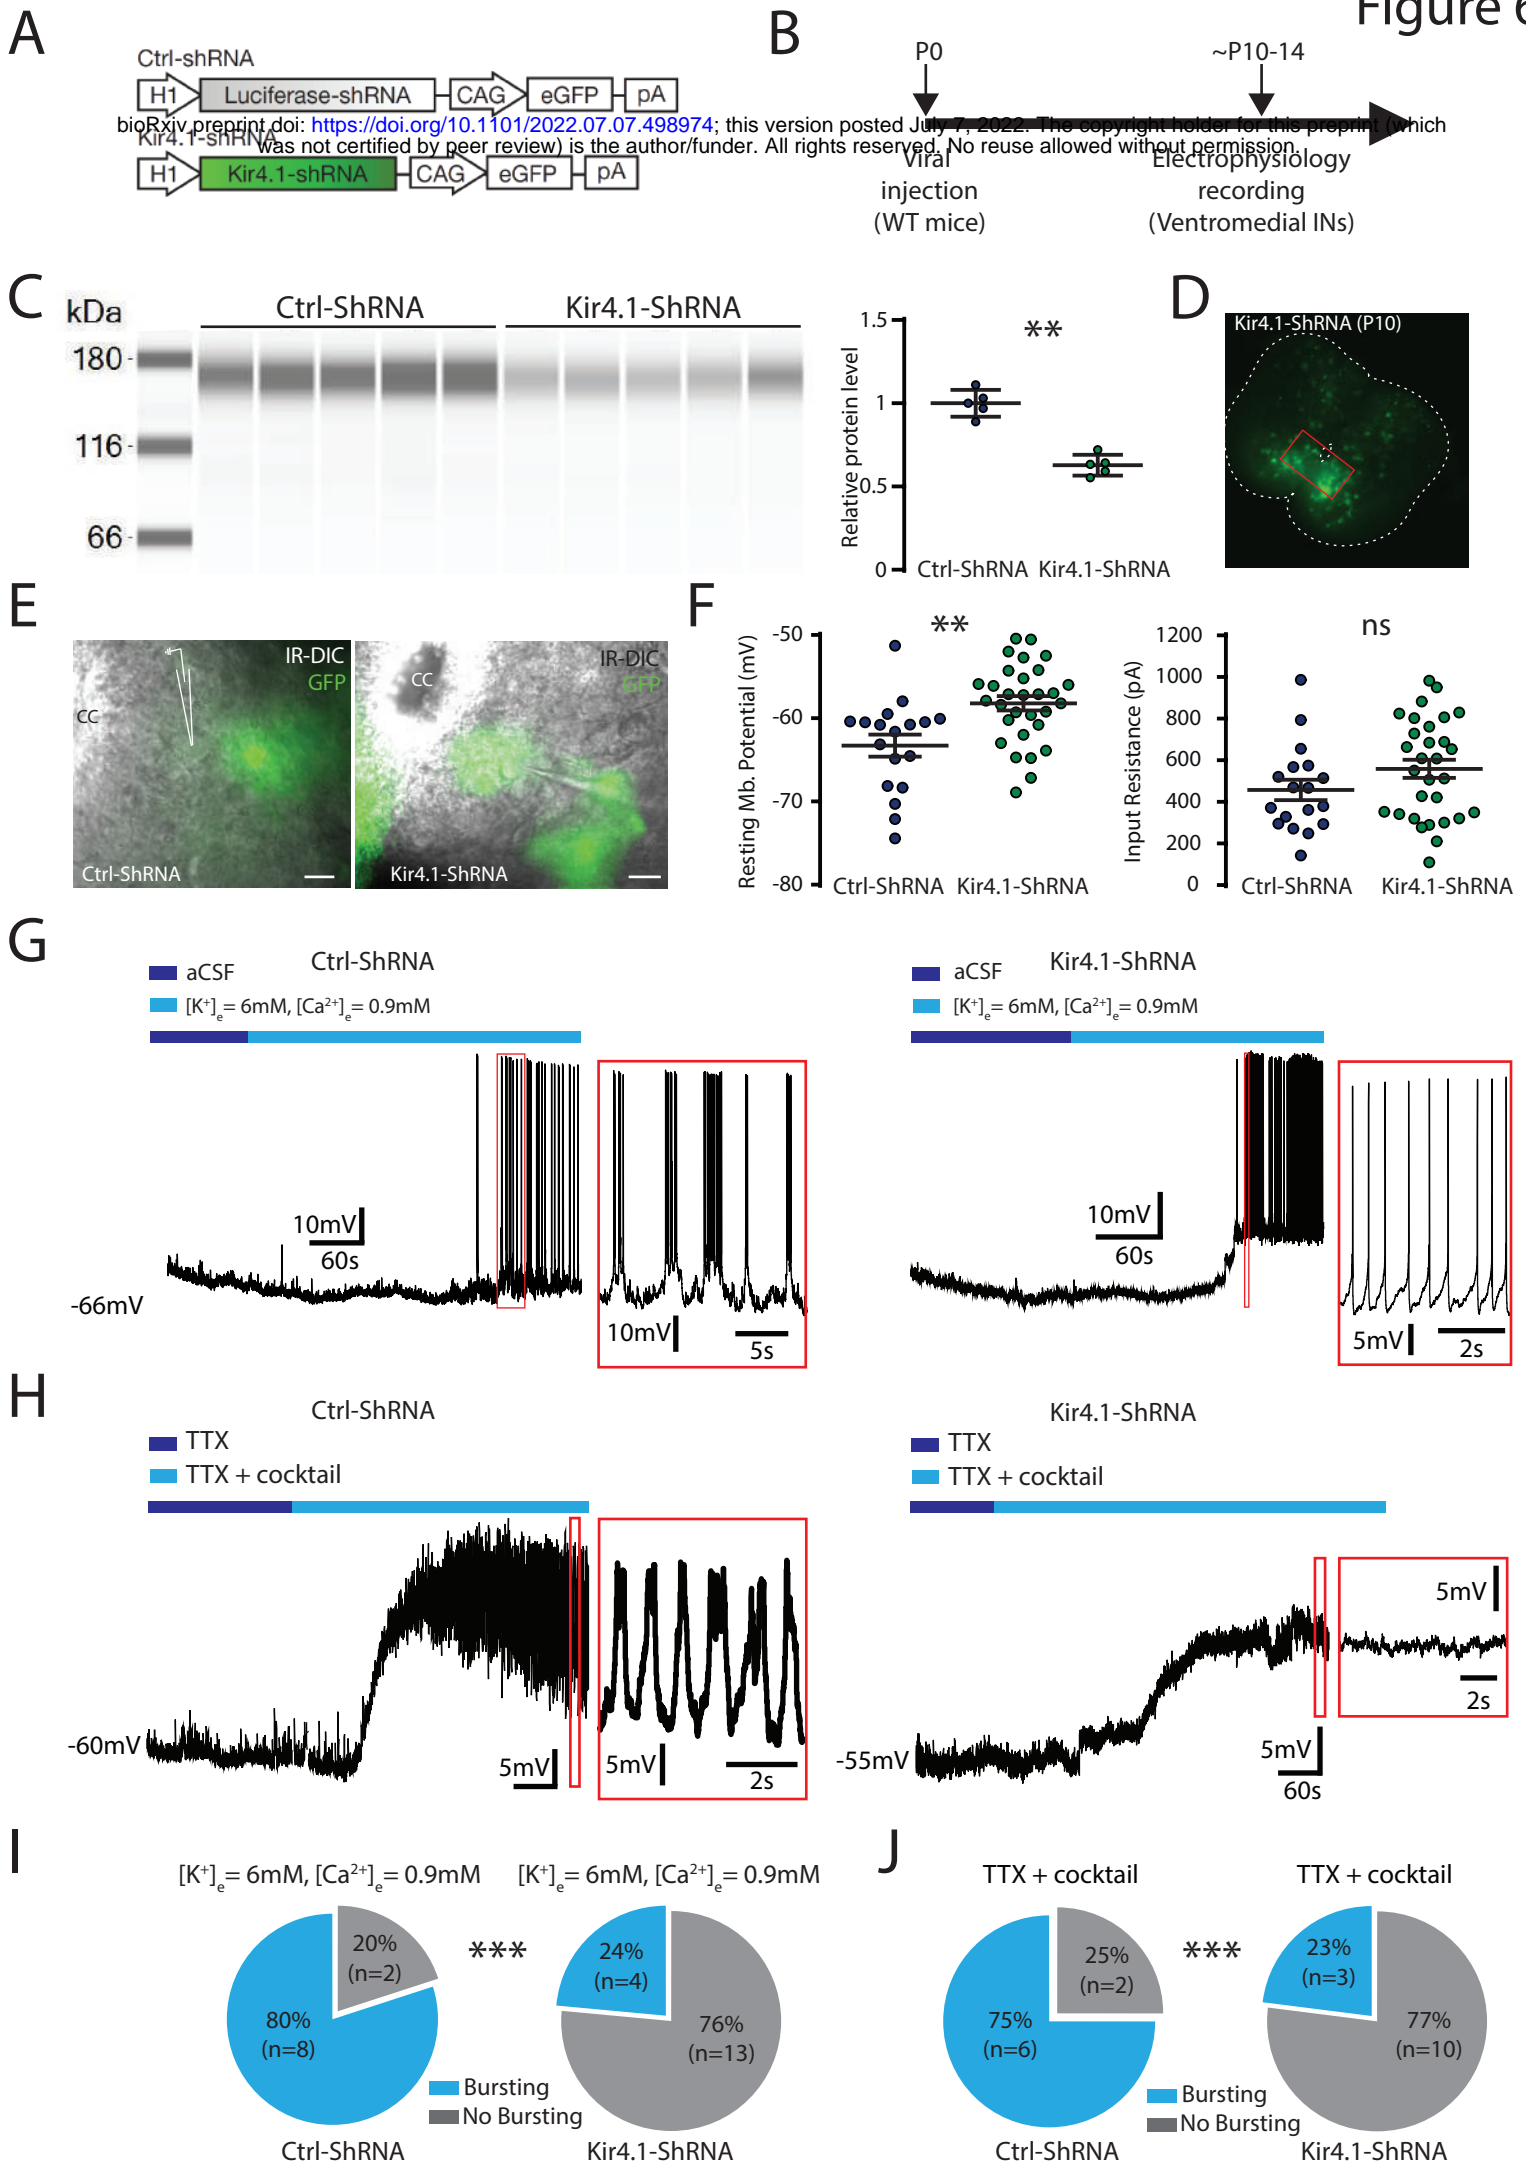 Figure 6
A
Ctrl-shRNA
H1
Luciferase-shRNA
CAG
eGFP
pA
Kir4.1-shRNA
H1
Kir4.1-shRNA
CAG
eGFP
pA
bioRxiv preprint doi: https://doi.org/10.1101/2022.07.07.498974; this version posted July 7, 2022. The copyright holder for this preprint (which
was not certified by peer review) is the author/funder. All rights reserved. No reuse allowed without permission.
B
P0
~P10-14
Viral
injection
(WT mice)
Electrophysiology
recording
(Ventromedial INs)
C
kDa
Ctrl-ShRNA
Kir4.1-ShRNA
180
116
66
Relative protein level
1.5
1
0.5
0
**
Ctrl-ShRNA
Kir4.1-ShRNA
D
Kir4.1-ShRNA (P10)
E
IR-DIC
GFP
CC
Ctrl-ShRNA
IR-DIC
GFP
CC
Kir4.1-ShRNA
F
Resting Mb. Potential (mV)
-50
-60
-70
-80
**
Ctrl-ShRNA
Kir4.1-ShRNA
Input Resistance (pA)
1200
1000
800
600
400
200
0
ns
Ctrl-ShRNA
Kir4.1-ShRNA
G
Ctrl-ShRNA
aCSF
[K⁺]ₑ= 6mM, [Ca²⁺]ₑ= 0.9mM
10mV
60s
-66mV
10mV
5s
Kir4.1-ShRNA
aCSF
[K⁺]ₑ= 6mM, [Ca²⁺]ₑ= 0.9mM
10mV
60s
5mV
2s
H
Ctrl-ShRNA
TTX
TTX + cocktail
-60mV
5mV
5mV
2s
Kir4.1-ShRNA
TTX
TTX + cocktail
-55mV
5mV
60s
5mV
2s
I
[K⁺]ₑ= 6mM, [Ca²⁺]ₑ= 0.9mM
[K⁺]ₑ= 6mM, [Ca²⁺]ₑ= 0.9mM
20%
(n=2)
80%
(n=8)
***
24%
(n=4)
76%
(n=13)
Bursting
No Bursting
Ctrl-ShRNA
Kir4.1-ShRNA
J
TTX + cocktail
TTX + cocktail
25%
(n=2)
75%
(n=6)
***
23%
(n=3)
77%
(n=10)
Bursting
No Bursting
Ctrl-ShRNA
Kir4.1-ShRNA